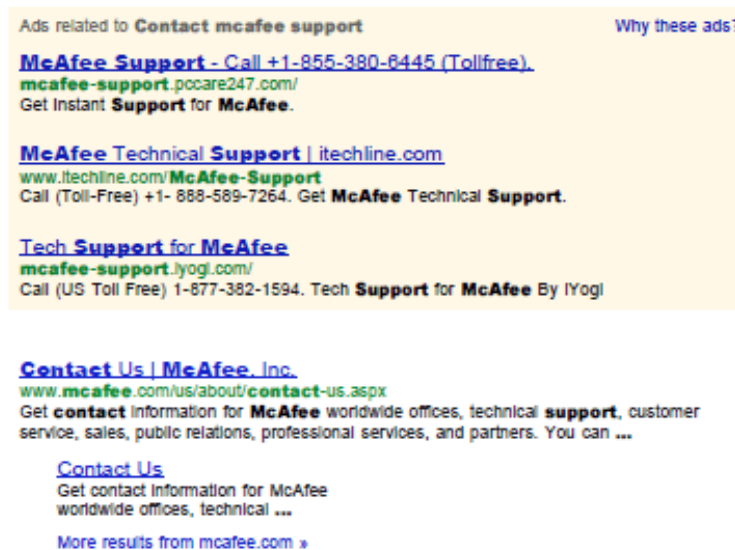 Ads related to Contact mcafee support
Why these ads?
McAfee Support - Call +1-855-380-6445 (Tollfree).
mcafee-support.pccare247.com/
Get Instant Support for McAfee.
McAfee Technical Support | itechline.com
www.itechline.com/McAfee-Support
Call (Toll-Free) +1- 888-589-7264. Get McAfee Technical Support.
Tech Support for McAfee
mcafee-support.iyogi.com/
Call (US Toll Free) 1-877-382-1594. Tech Support for McAfee By iYogi
Contact Us | McAfee, Inc.
www.mcafee.com/us/about/contact-us.aspx
Get contact information for McAfee worldwide offices, technical support, customer
service, sales, public relations, professional services, and partners. You can ...
Contact Us
Get contact information for McAfee
worldwide offices, technical ...
More results from mcafee.com »